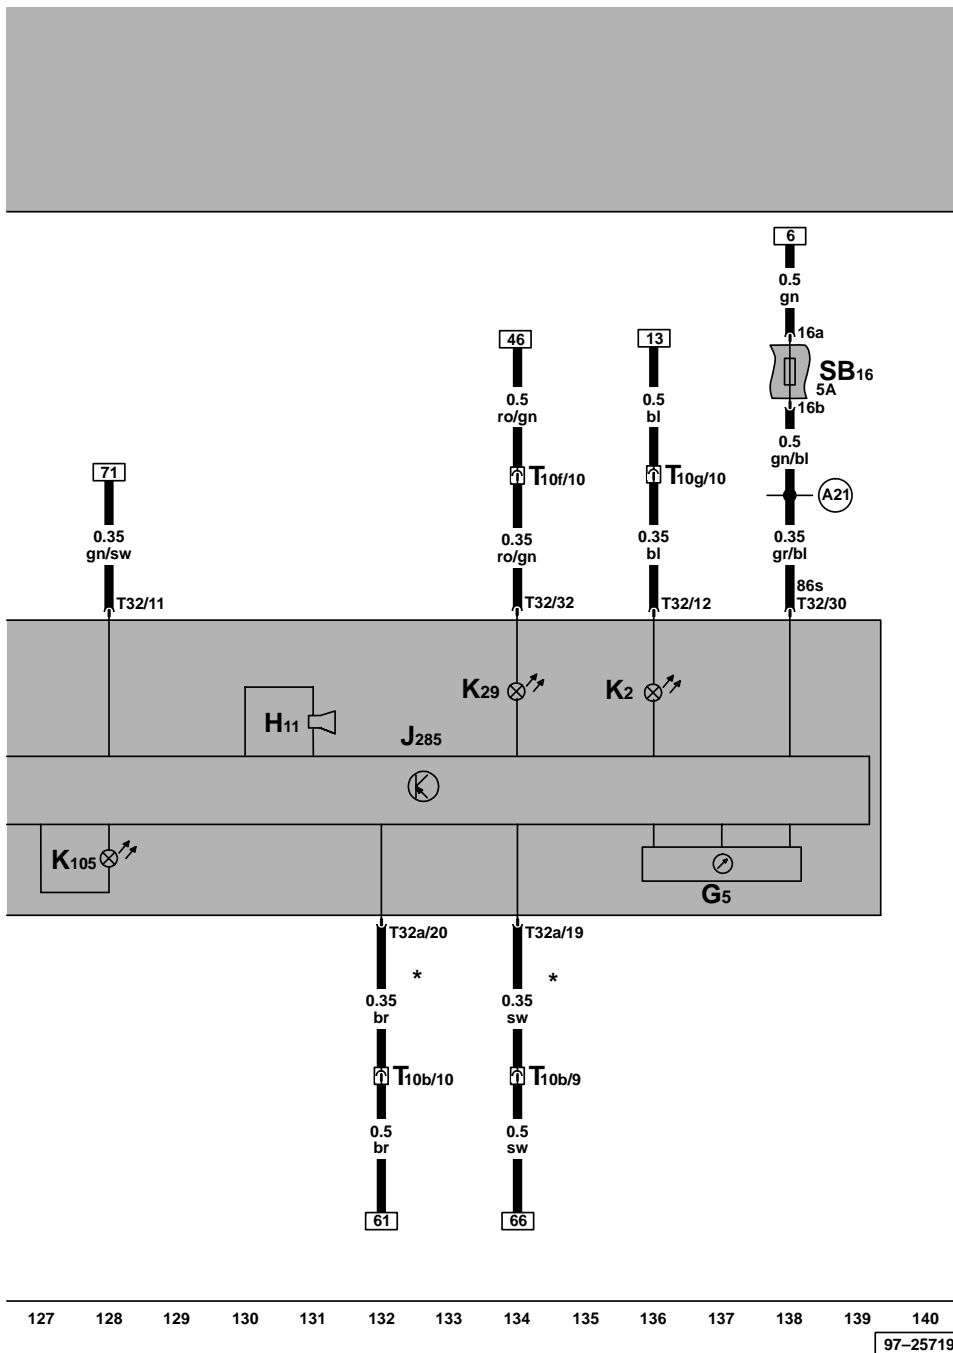 6
0.5
gn
16a
46
13
SB16
5A
16b
0.5
ro/gn
0.5
bl
0.5
gn/bl
71
T10f/10
T10g/10
A21
0.35
gn/sw
0.35
ro/gn
0.35
bl
0.35
gr/bl
86s
T32/11
T32/32
T32/12
T32/30
K29
K2
H11
J285
K105
G5
T32a/20
T32a/19
*
*
0.35
br
0.35
sw
T10b/10
T10b/9
0.5
br
0.5
sw
61
66
127 128 129 130 131 132 133 134 135 136 137 138 139 140
97–25719